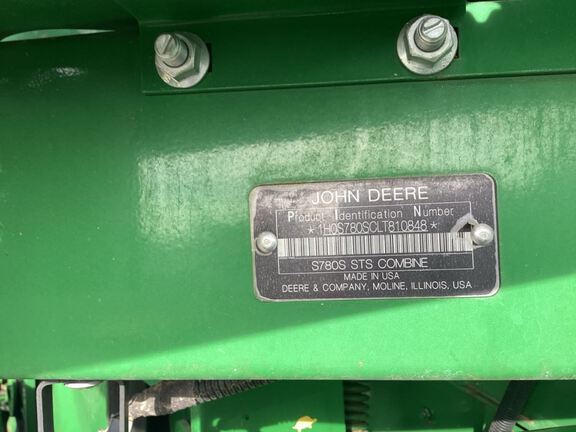 JOHN DEERE
Product Identification Number
*1H0S780SCLT810848*
S780S STS COMBINE
MADE IN USA
DEERE & COMPANY, MOLINE, ILLINOIS, USA